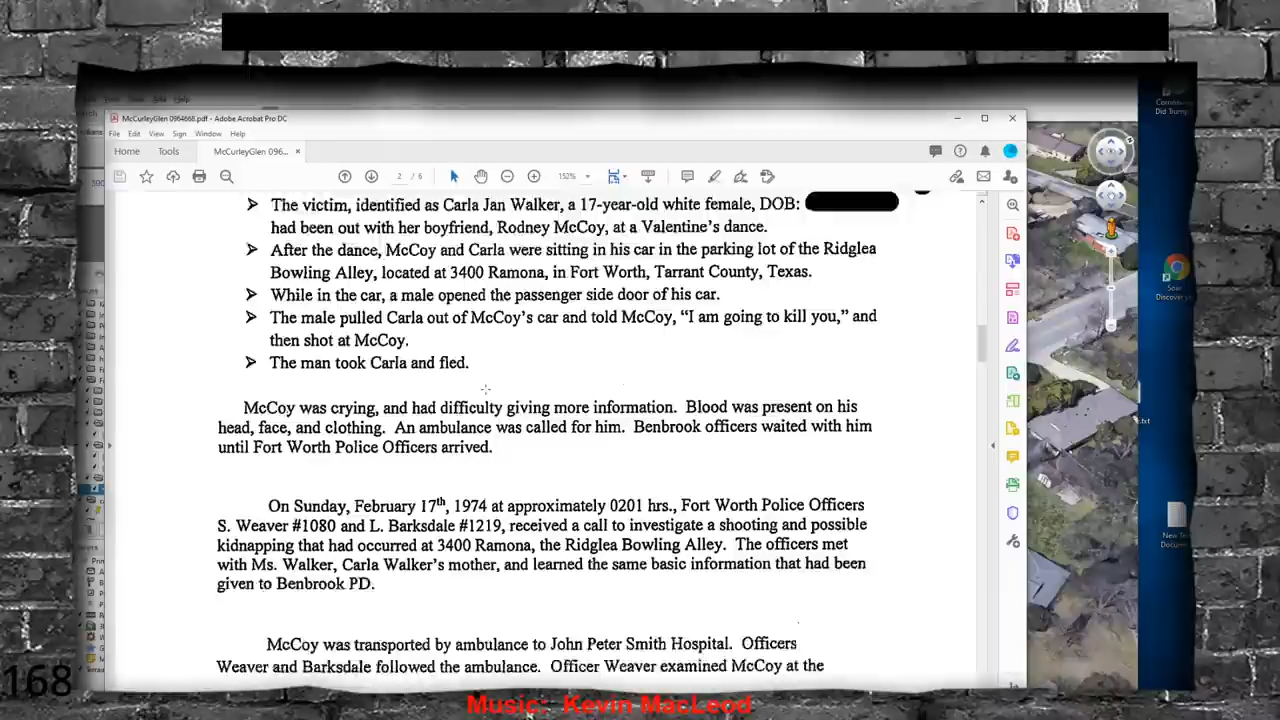 McCurleyGlen 0964668.pdf - Adobe Acrobat Pro DC
File Edit View Sign Window Help
Home Tools McCurleyGlen 096... ×
2 / 6 152%
➢ The victim, identified as Carla Jan Walker, a 17-year-old white female, DOB:
had been out with her boyfriend, Rodney McCoy, at a Valentine's dance.
➢ After the dance, McCoy and Carla were sitting in his car in the parking lot of the Ridglea
Bowling Alley, located at 3400 Ramona, in Fort Worth, Tarrant County, Texas.
➢ While in the car, a male opened the passenger side door of his car.
➢ The male pulled Carla out of McCoy's car and told McCoy, "I am going to kill you," and
then shot at McCoy.
➢ The man took Carla and fled.
McCoy was crying, and had difficulty giving more information. Blood was present on his
head, face, and clothing. An ambulance was called for him. Benbrook officers waited with him
until Fort Worth Police Officers arrived.
On Sunday, February 17th, 1974 at approximately 0201 hrs., Fort Worth Police Officers
S. Weaver #1080 and L. Barksdale #1219, received a call to investigate a shooting and possible
kidnapping that had occurred at 3400 Ramona, the Ridglea Bowling Alley. The officers met
with Ms. Walker, Carla Walker's mother, and learned the same basic information that had been
given to Benbrook PD.
McCoy was transported by ambulance to John Peter Smith Hospital. Officers
Weaver and Barksdale followed the ambulance. Officer Weaver examined McCoy at the
168
Music: Kevin MacLeod